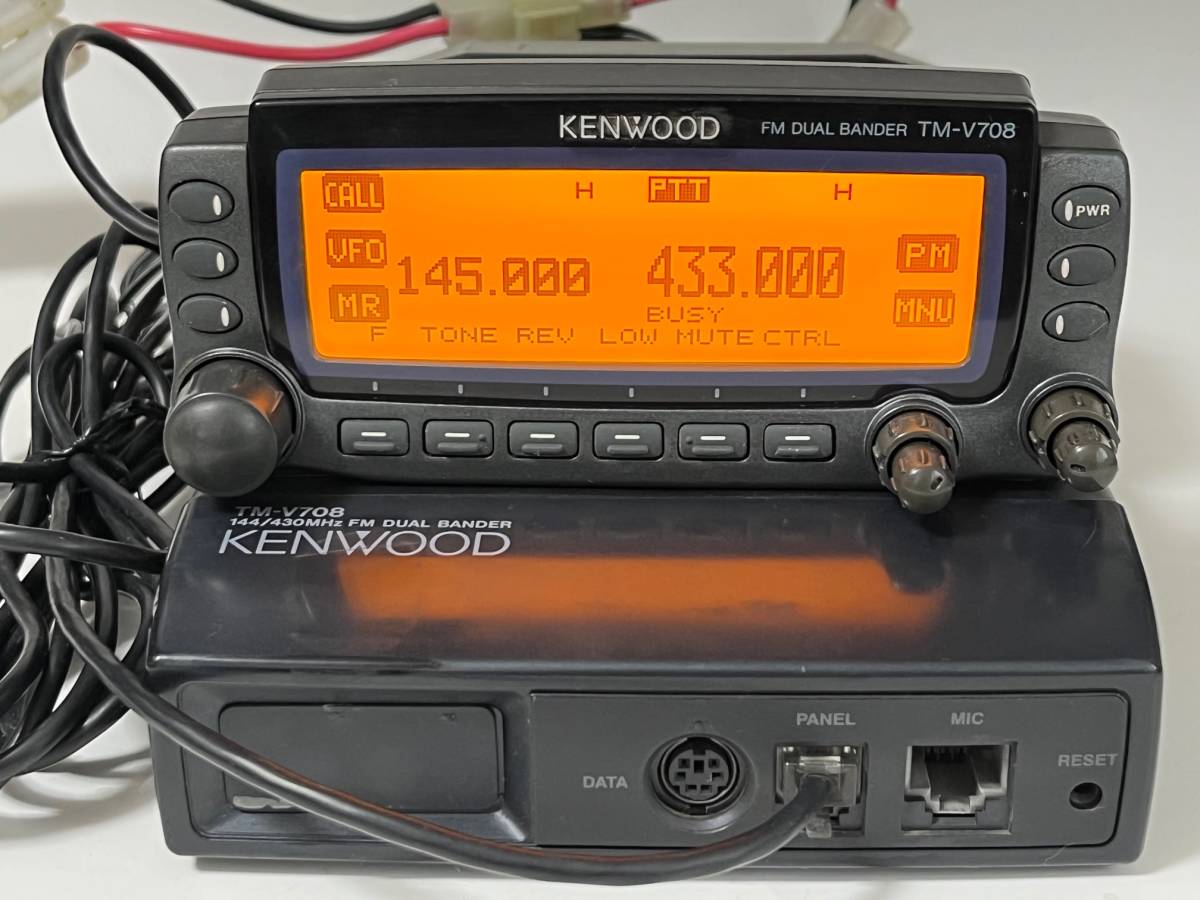 KENWOOD FM DUAL BANDER TM-V708
CALL H PTT H
PWR
VFO
145.000 433.000 PM
MR BUSY MNU
F TONE REV LOW MUTE CTRL
TM-V708
144/430MHz FM DUAL BANDER
KENWOOD
PANEL MIC
DATA RESET